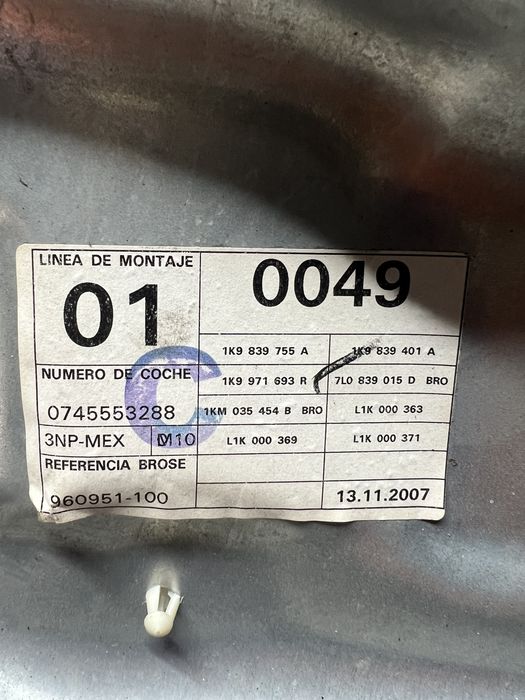 LINEA DE MONTAJE
01
0049
1K9 839 755 A
1K9 839 401 A
NUMERO DE COCHE
0745553288
1K9 971 693 R
7L0 839 015 D BRO
1KM 035 454 B BRO
L1K 000 363
3NP-MEX
M10
L1K 000 369
L1K 000 371
REFERENCIA BROSE
960951-100
13.11.2007
C